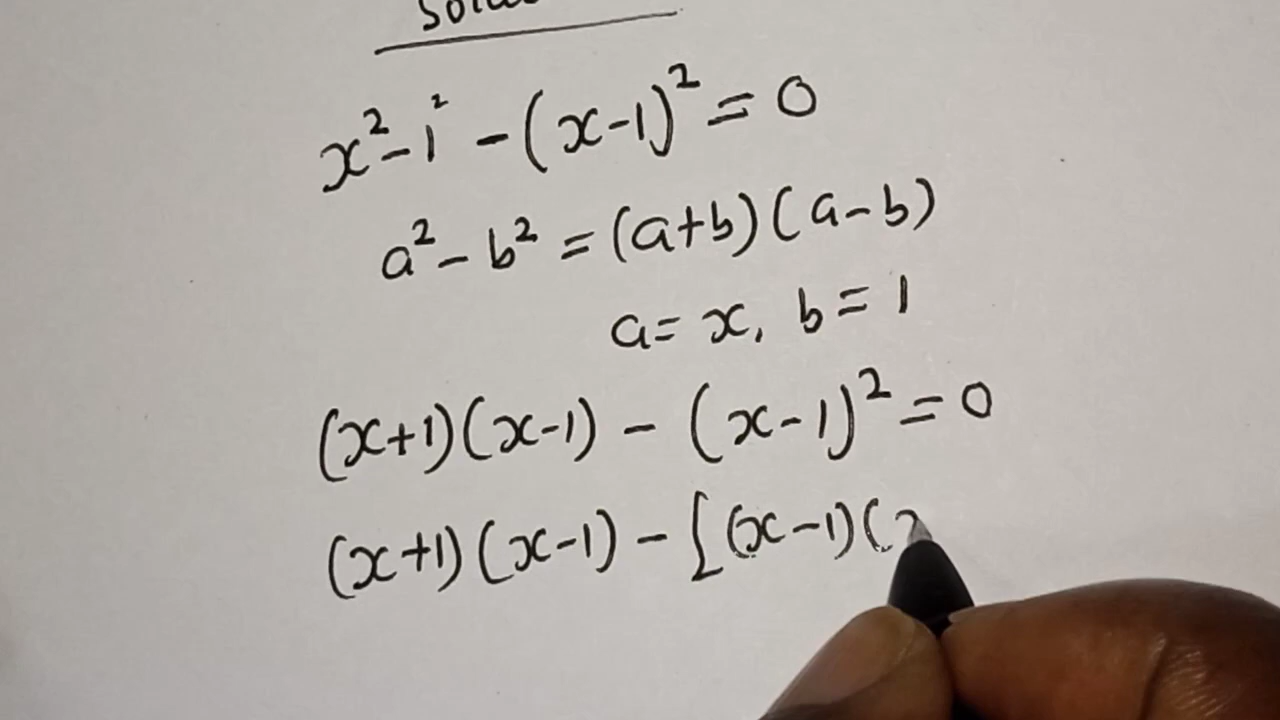 x² - 1² - (x-1)² = 0
a² - b² = (a+b)(a-b)
a = x, b = 1
(x+1)(x-1) - (x-1)² = 0
(x+1)(x-1) - [(x-1)(